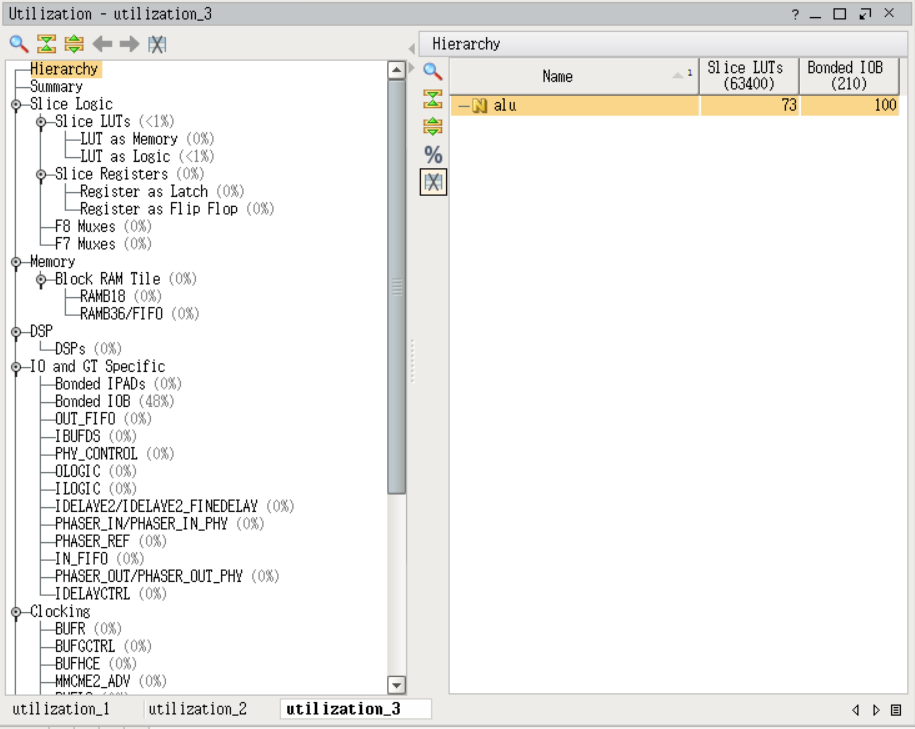 Utilization - utilization_3
Hierarchy
Hierarchy
Summary
Slice Logic
Slice LUTs (<1%)
LUT as Memory (0%)
LUT as Logic (<1%)
Slice Registers (0%)
Register as Latch (0%)
Register as Flip Flop (0%)
F8 Muxes (0%)
F7 Muxes (0%)
Memory
Block RAM Tile (0%)
RAMB18 (0%)
RAMB36/FIFO (0%)
DSP
DSPs (0%)
IO and GT Specific
Bonded IPADs (0%)
Bonded IOB (48%)
OUT_FIFO (0%)
IBUFDS (0%)
PHY_CONTROL (0%)
OLOGIC (0%)
ILOGIC (0%)
IDELAYE2/IDELAYE2_FINEDELAY (0%)
PHASER_IN/PHASER_IN_PHY (0%)
PHASER_REF (0%)
IN_FIFO (0%)
PHASER_OUT/PHASER_OUT_PHY (0%)
IDELAYCTRL (0%)
Clocking
BUFR (0%)
BUFGCTRL (0%)
BUFHCE (0%)
MMCME2_ADV (0%)
%
Name 1 Slice LUTs (63400) Bonded IOB (210)
alu 73 100
utilization_1 utilization_2 utilization_3